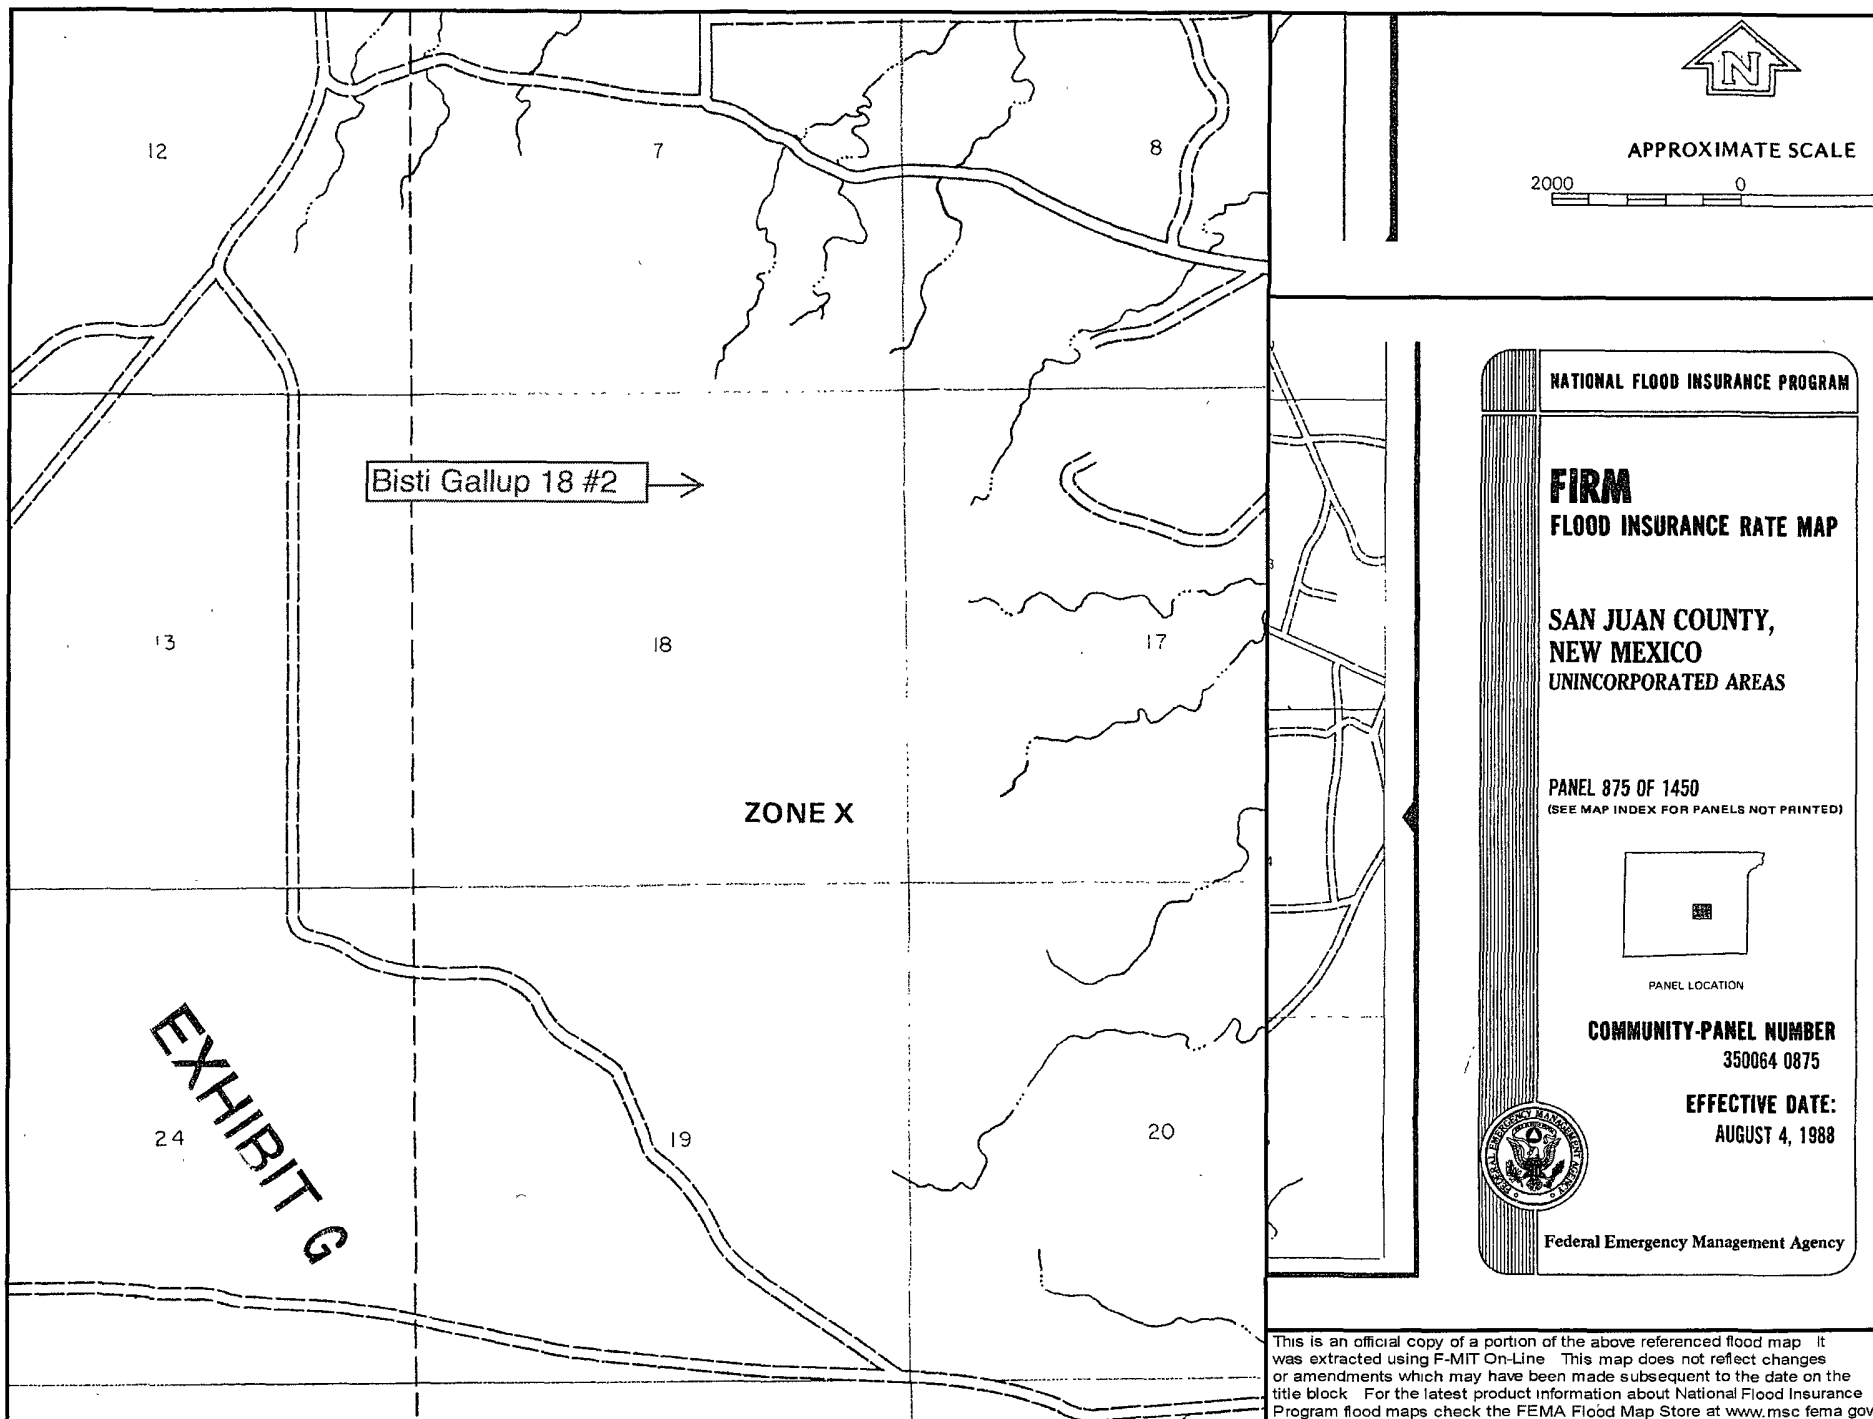 12
7
8
Bisti Gallup 18 #2
13
18
17
ZONE X
24
19
20
EXHIBIT G
N
APPROXIMATE SCALE
2000 0
NATIONAL FLOOD INSURANCE PROGRAM
FIRM
FLOOD INSURANCE RATE MAP
SAN JUAN COUNTY,
NEW MEXICO
UNINCORPORATED AREAS
PANEL 875 OF 1450
(SEE MAP INDEX FOR PANELS NOT PRINTED)
PANEL LOCATION
COMMUNITY-PANEL NUMBER
350064 0875
EFFECTIVE DATE:
AUGUST 4, 1988
FEDERAL EMERGENCY MANAGEMENT AGENCY
Federal Emergency Management Agency
This is an official copy of a portion of the above referenced flood map It
was extracted using F-MIT On-Line This map does not reflect changes
or amendments which may have been made subsequent to the date on the
title block For the latest product information about National Flood Insurance
Program flood maps check the FEMA Flood Map Store at www.msc fema gov